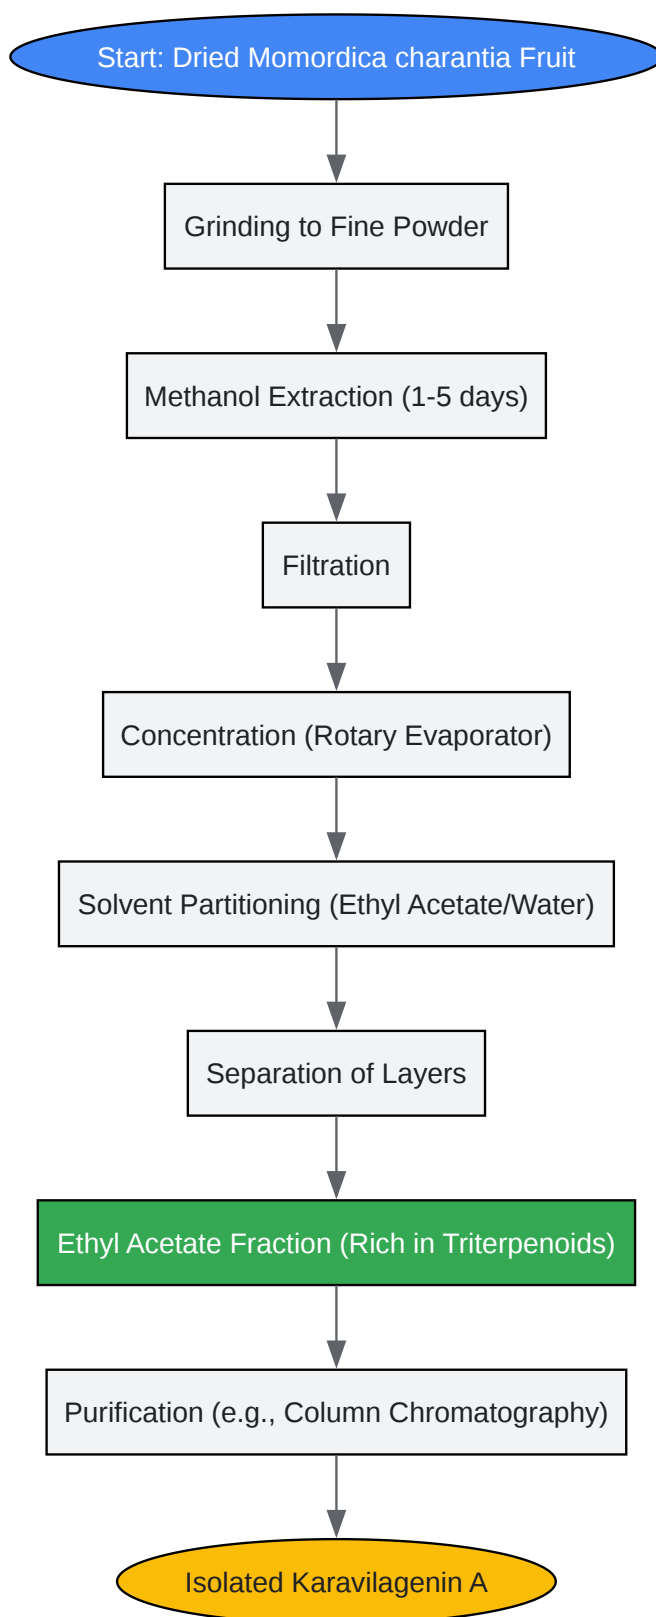 Start: Dried Momordica charantia Fruit
Grinding to Fine Powder
Methanol Extraction (1-5 days)
Filtration
Concentration (Rotary Evaporator)
Solvent Partitioning (Ethyl Acetate/Water)
Separation of Layers
Ethyl Acetate Fraction (Rich in Triterpenoids)
Purification (e.g., Column Chromatography)
Isolated Karavilagenin A